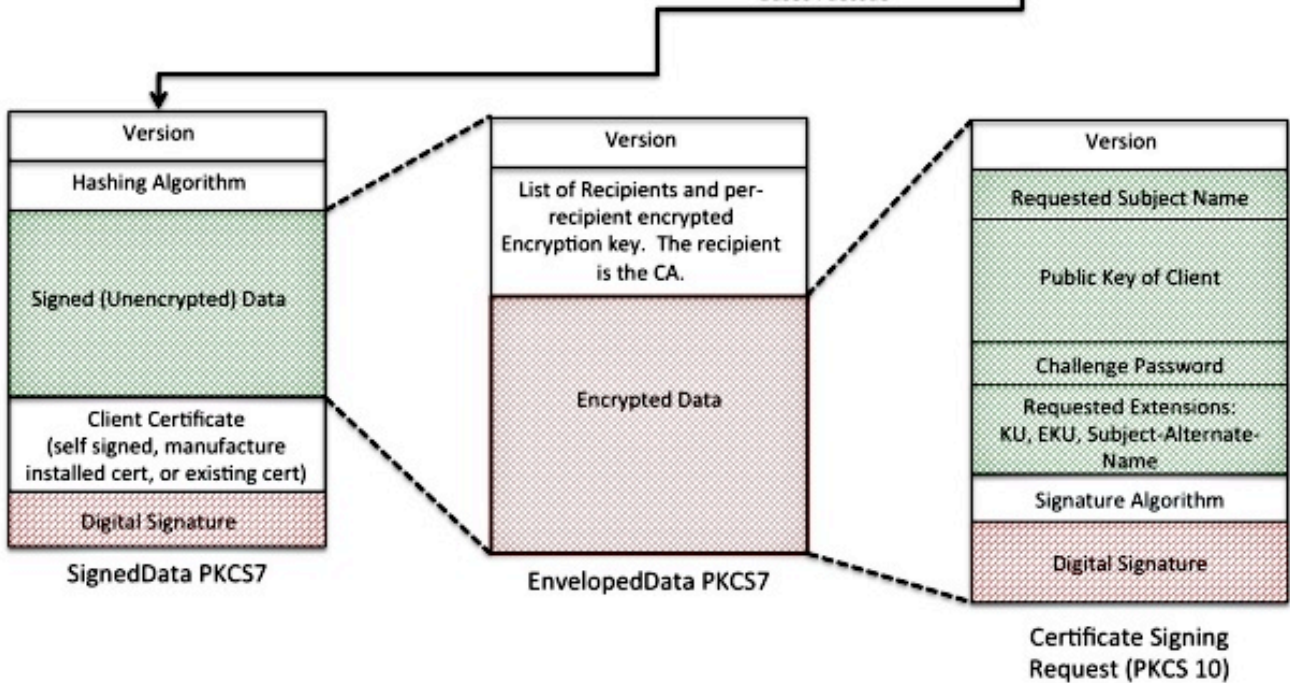 Version
Hashing Algorithm
Signed (Unencrypted) Data
Client Certificate
(self signed, manufacture
installed cert, or existing cert)
Digital Signature
SignedData PKCS7
Version
List of Recipients and per-
recipient encrypted
Encryption key. The recipient
is the CA.
Encrypted Data
EnvelopedData PKCS7
Version
Requested Subject Name
Public Key of Client
Challenge Password
Requested Extensions:
KU, EKU, Subject-Alternate-
Name
Signature Algorithm
Digital Signature
Certificate Signing
Request (PKCS 10)